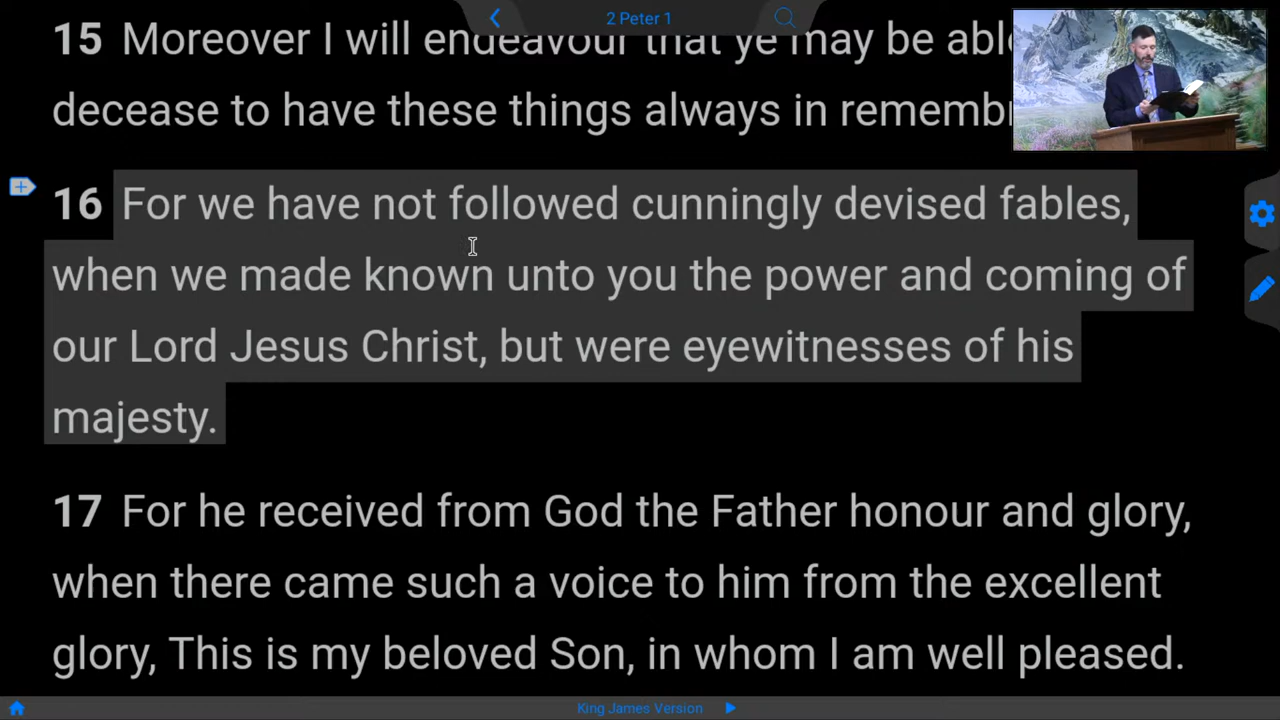 2 Peter 1
15 Moreover I will endeavour that ye may be
decease to have these things always in
16 For we have not followed cunningly devised fables,
when we made known unto you the power and coming of
our Lord Jesus Christ, but were eyewitnesses of his
majesty.
17 For he received from God the Father honour and glory,
when there came such a voice to him from the excellent
glory, This is my beloved Son, in whom I am well pleased.
King James Version